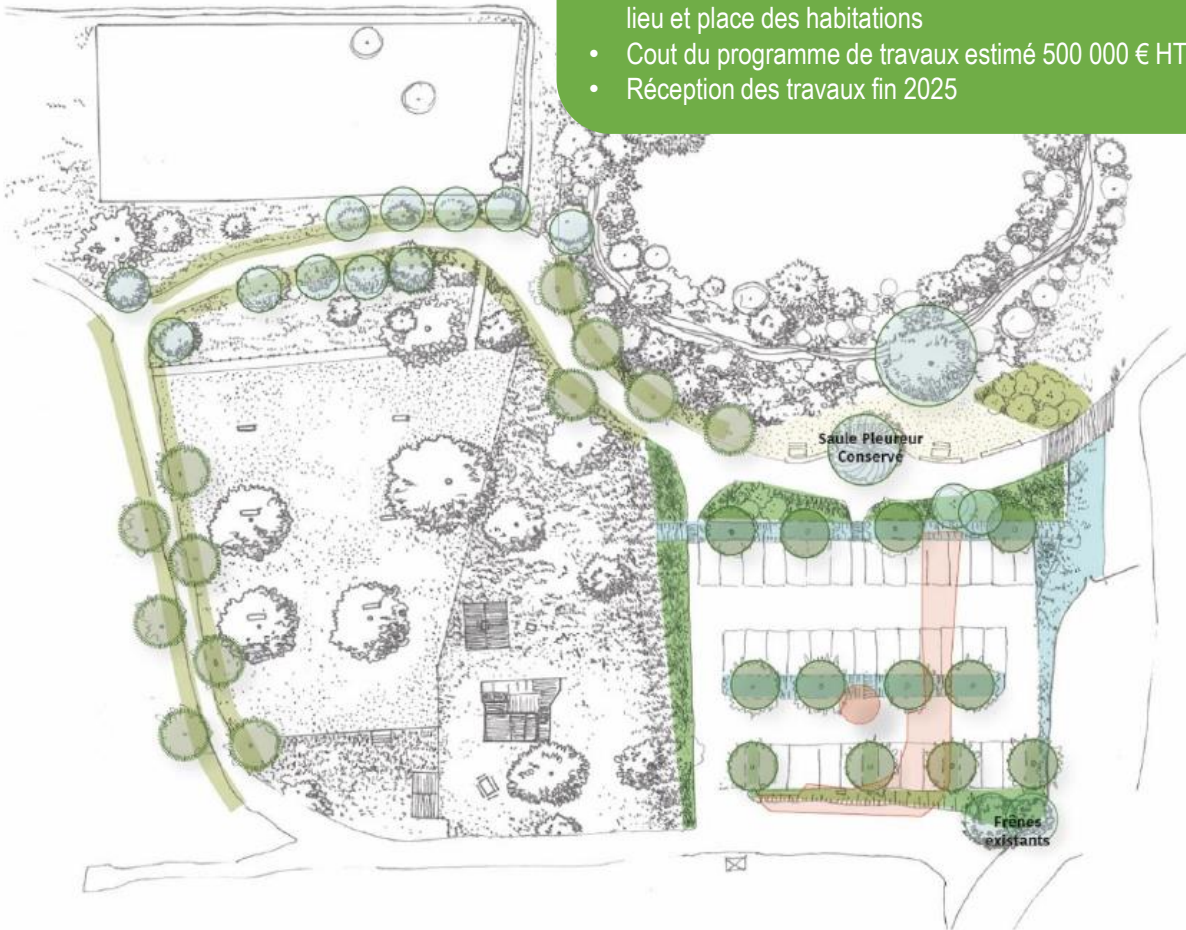 lieu et place des habitations
• Cout du programme de travaux estimé 500 000 € HT
• Réception des travaux fin 2025
Saule Pleureur
Conservé
Frênes
existants